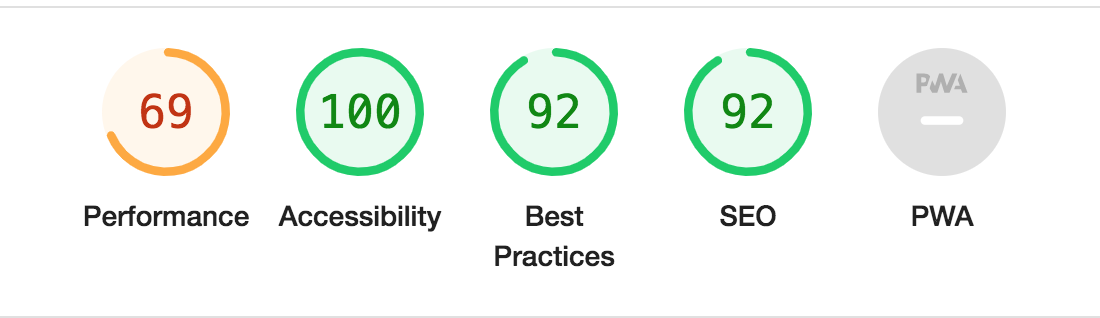 69
100
92
92
PWA
Performance
Accessibility
Best
Practices
SEO
PWA